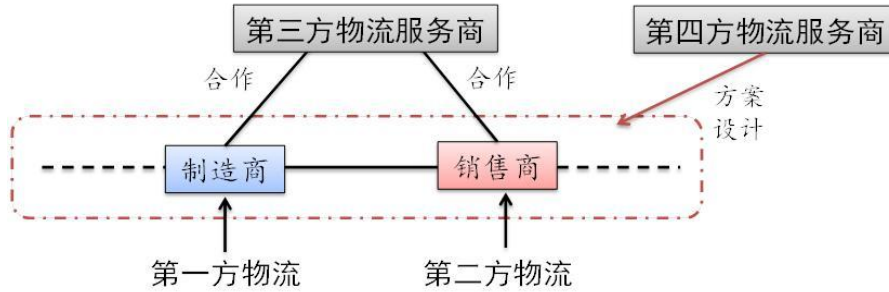 第三方物流服务商
第四方物流服务商
合作
合作
方案
设计
制造商
销售商
第一方物流
第二方物流